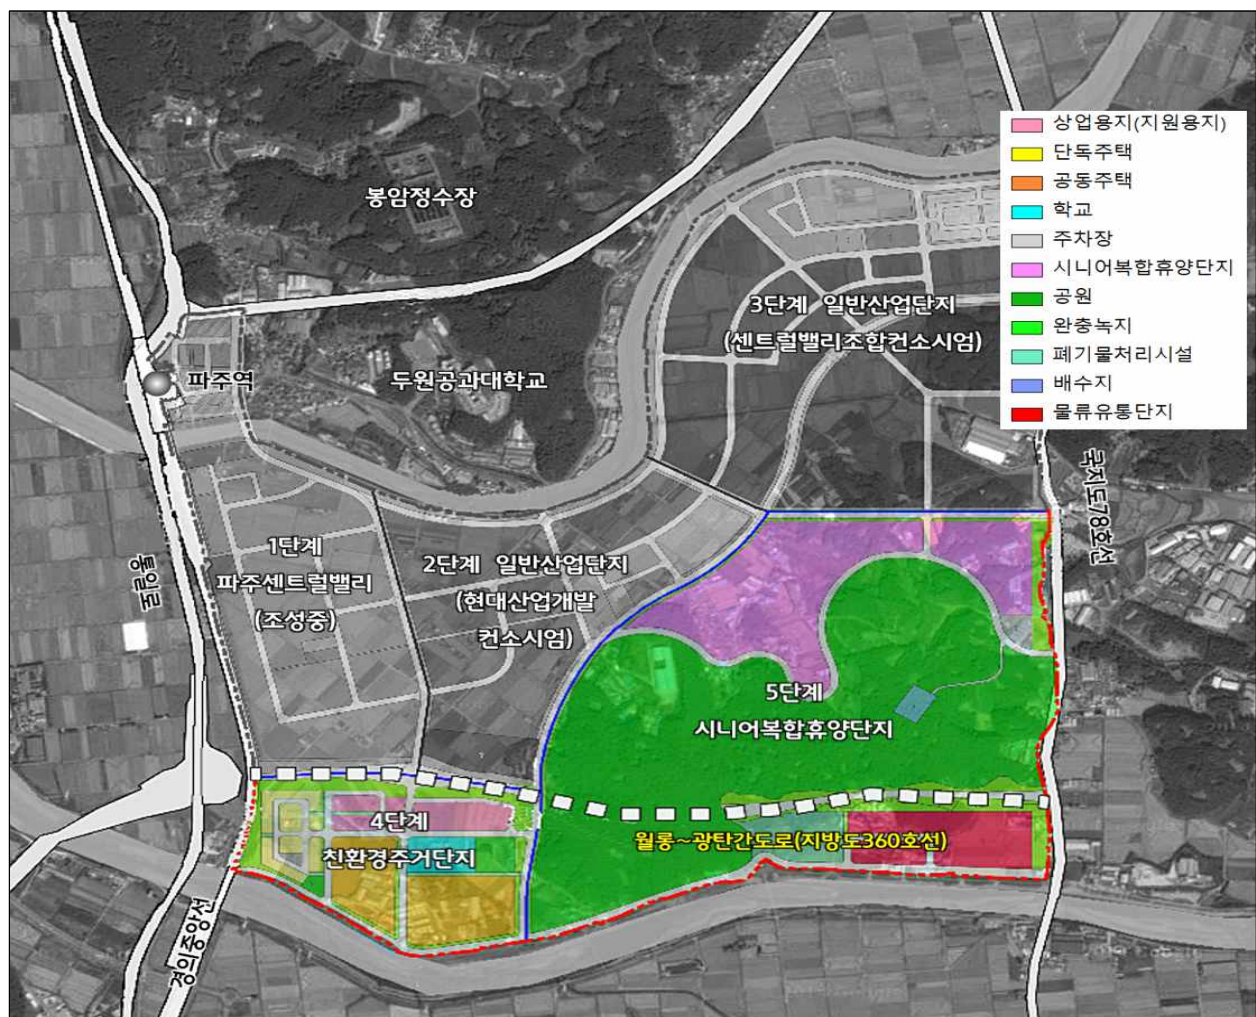 상업용지(지원용지)
단독주택
공동주택
학교
주차장
시니어복합휴양단지
공원
완충녹지
폐기물처리시설
배수지
물류유통단지
봉암정수장
3단계 일반산업단지
(센트럴밸리조합컨소시엄)
파주역
두원공과대학교
국지도78호선
통일로
1단계
파주센트럴밸리
(조성중)
2단계 일반산업단지
(현대산업개발
컨소시엄)
5단계
시니어복합휴양단지
4단계
친환경주거단지
월롱~광탄간도로(지방도360호선)
경의중앙선